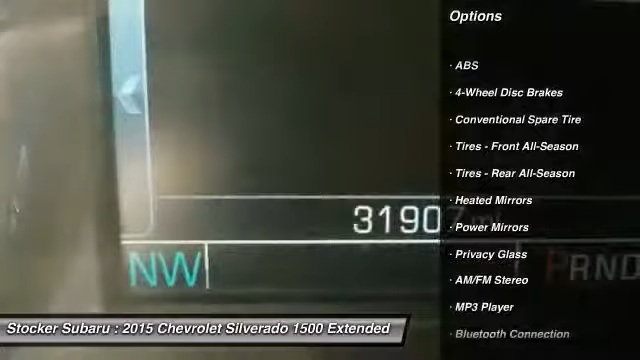 Options
· ABS
· 4-Wheel Disc Brakes
· Conventional Spare Tire
· Tires - Front All-Season
· Tires - Rear All-Season
· Heated Mirrors
31907 mi
· Power Mirrors
· Privacy Glass
NW
PRND
· AM/FM Stereo
· MP3 Player
Stocker Subaru : 2015 Chevrolet Silverado 1500 Extended
· Bluetooth Connection